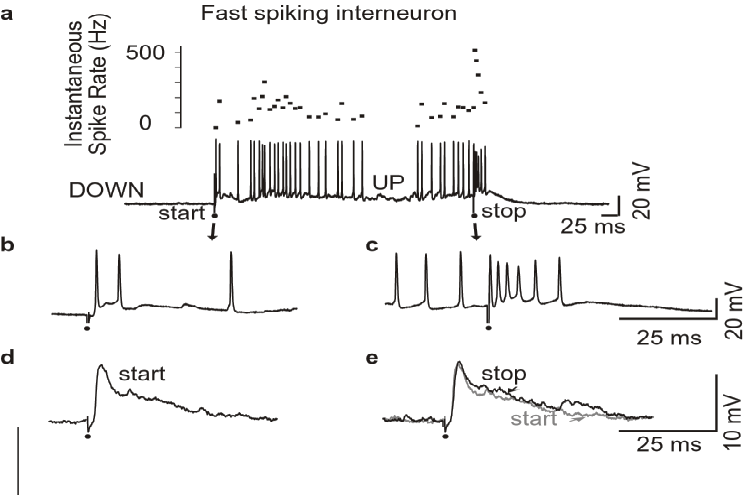 a
Fast spiking interneuron
Instantaneous
Spike Rate (Hz)
500
0
DOWN
UP
start
stop
20 mV
25 ms
b
c
20 mV
25 ms
d
start
e
stop
start
10 mV
25 ms